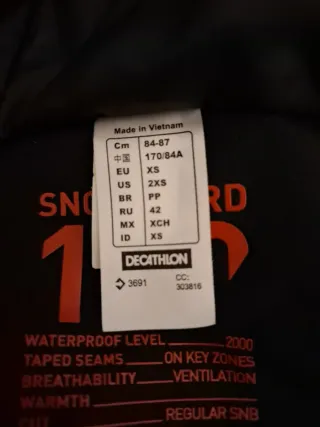 Made in Vietnam
Cm 84-87
中国 170/84A
EU XS
US 2XS
BR PP
RU 42
MX XCH
ID XS
DECATHLON
3691 CC:
303816
WATERPROOF LEVEL 2000
TAPED SEAMS ON KEY ZONES
BREATHABILITY VENTILATION
WARMTH
REGULAR SNB